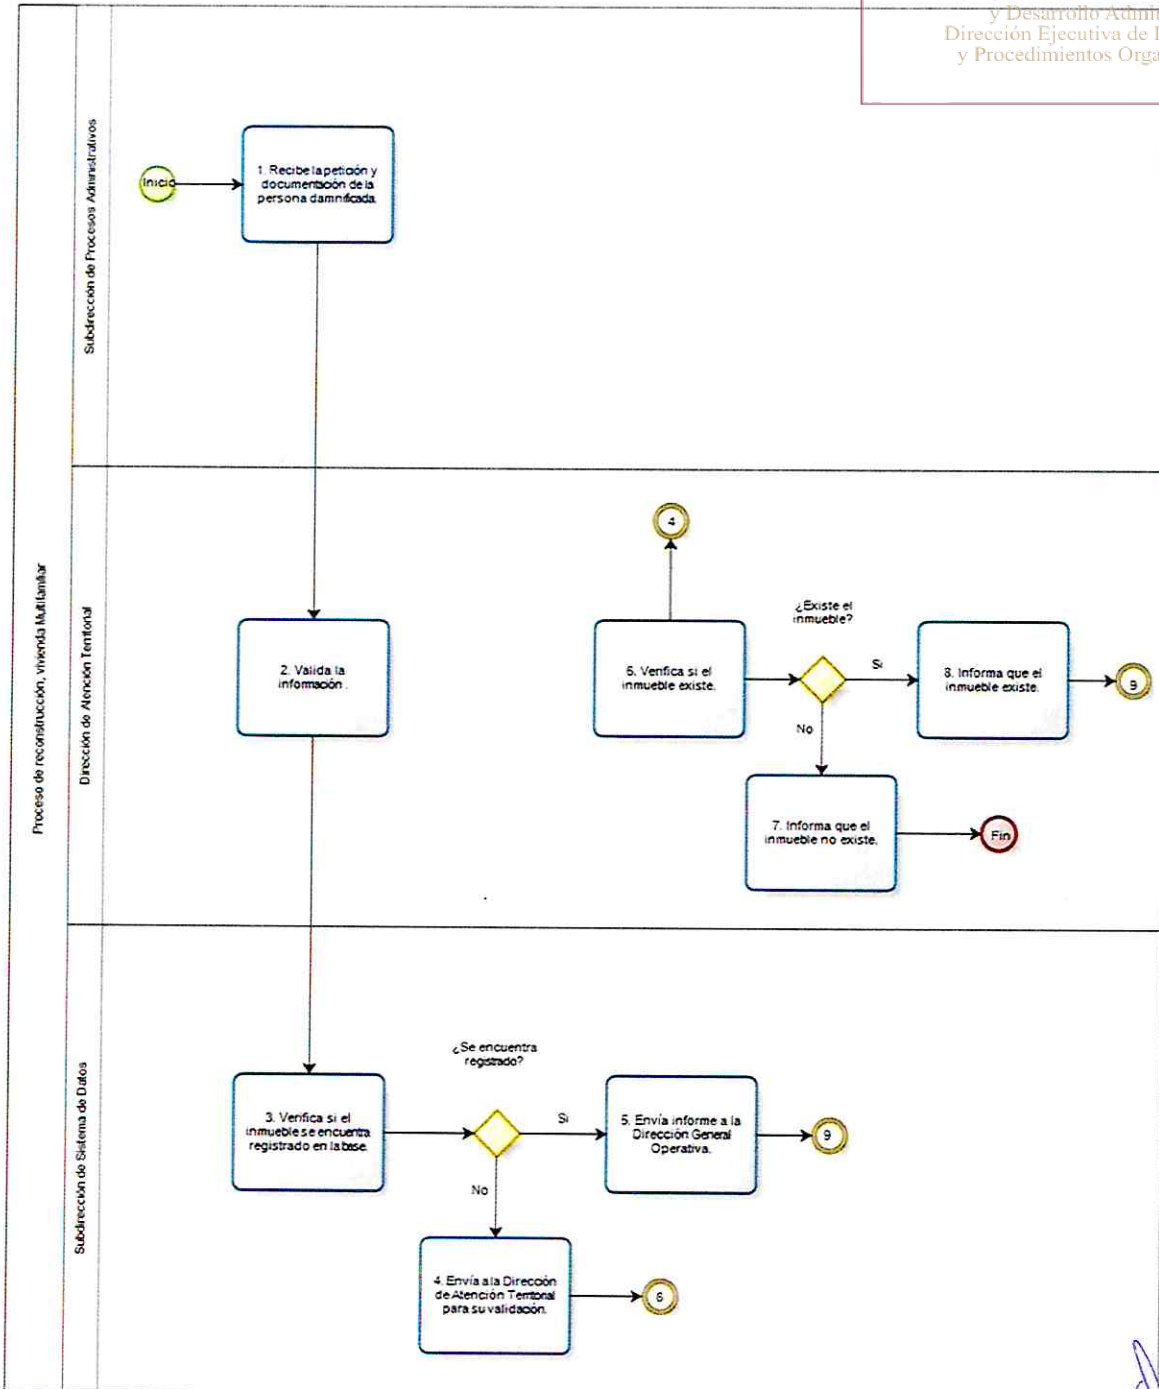 y Desarrollo
Dirección Ejecutiva de
y Procedimientos
Proceso de reconstrucción, vivienda Multifamiliar
Subdirección de Procesos Administrativos
Inicio
1. Recibe la petición y
documentación de la
persona damnificada.
Dirección de Atención Territorial
2. Valida la
información.
4
6. Verifica si el
inmueble existe.
¿Existe el
inmueble?
Si
8. Informa que el
inmueble existe.
9
No
7. Informa que el
inmueble no existe.
Fin
Subdirección de Sistema de Datos
3. Verifica si el
inmueble se encuentra
registrado en la base.
¿Se encuentra
registrado?
Si
5. Envía informe a la
Dirección General
Operativa.
9
No
4. Envía a la Dirección
de Atención Territorial
para su validación.
6